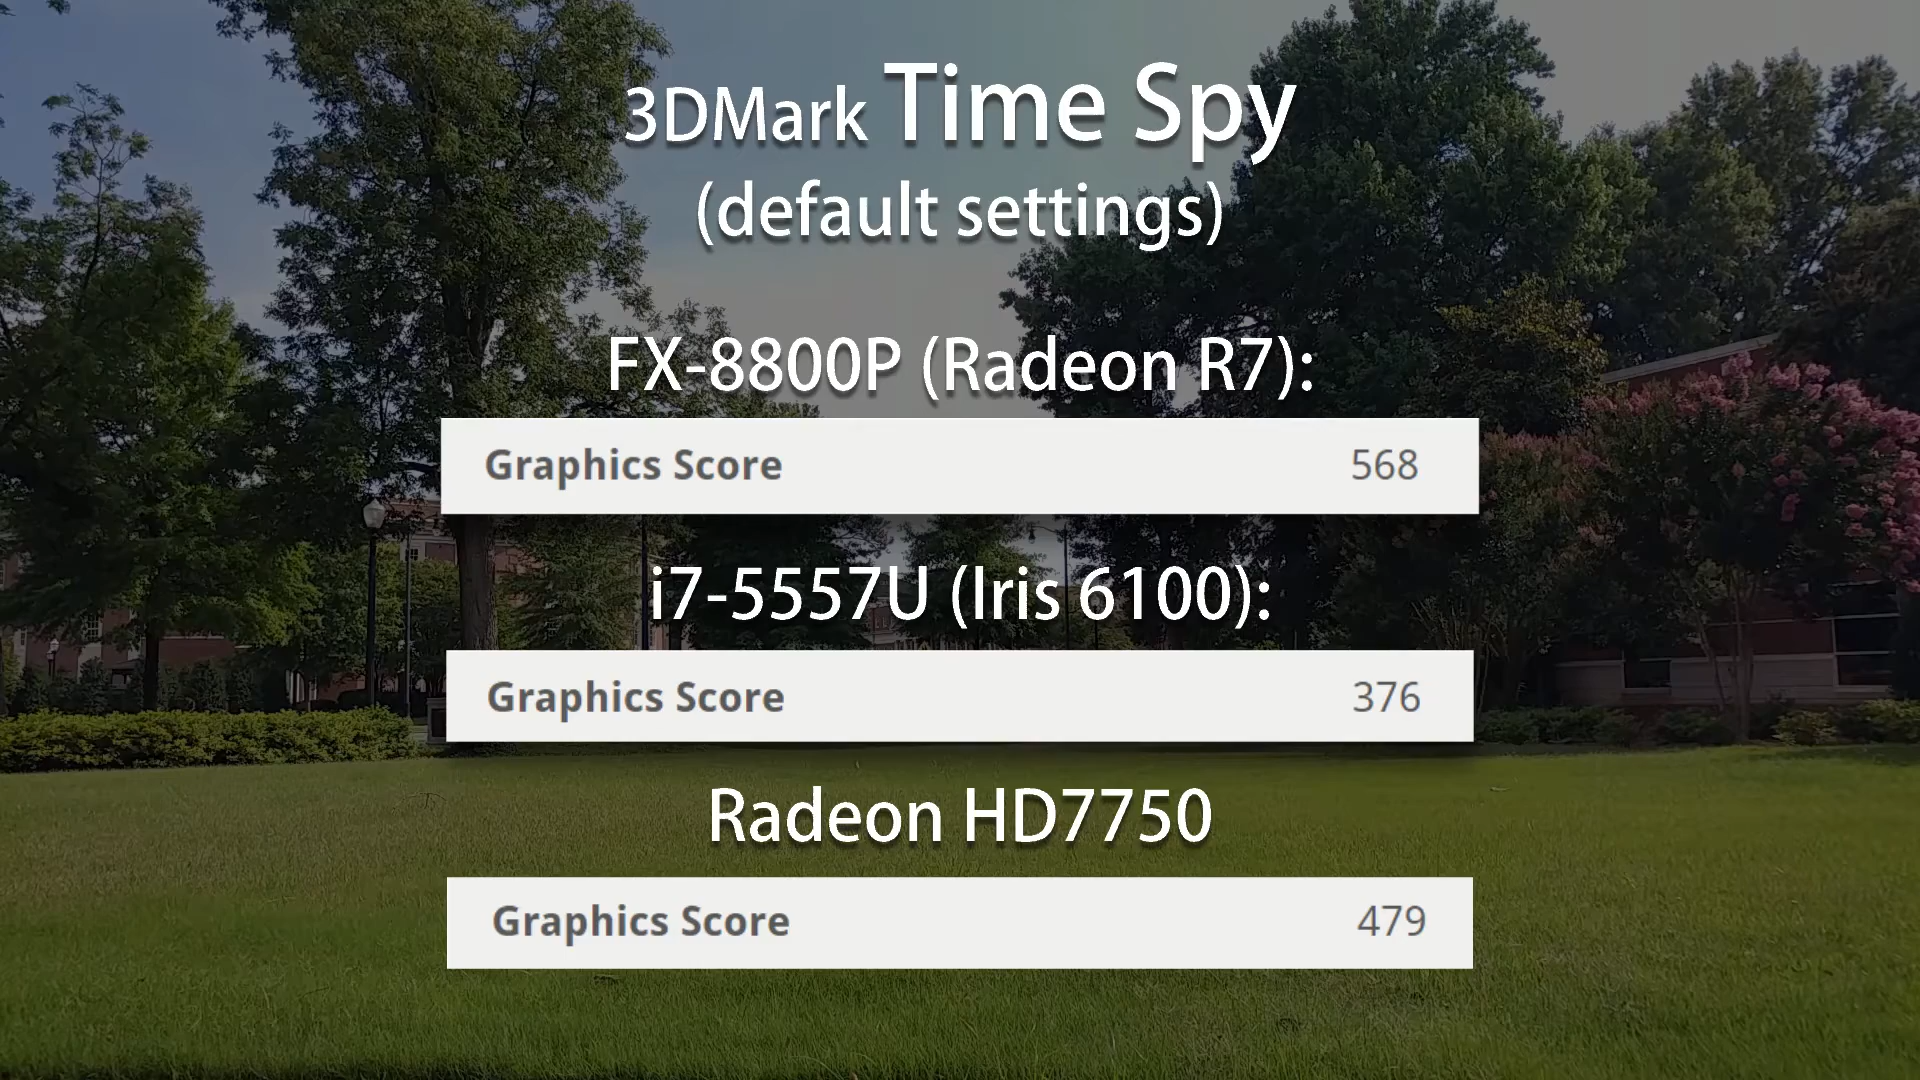 3DMark Time Spy
(default settings)
FX-8800P (Radeon R7):
Graphics Score 568
i7-5557U (Iris 6100):
Graphics Score 376
Radeon HD7750
Graphics Score 479